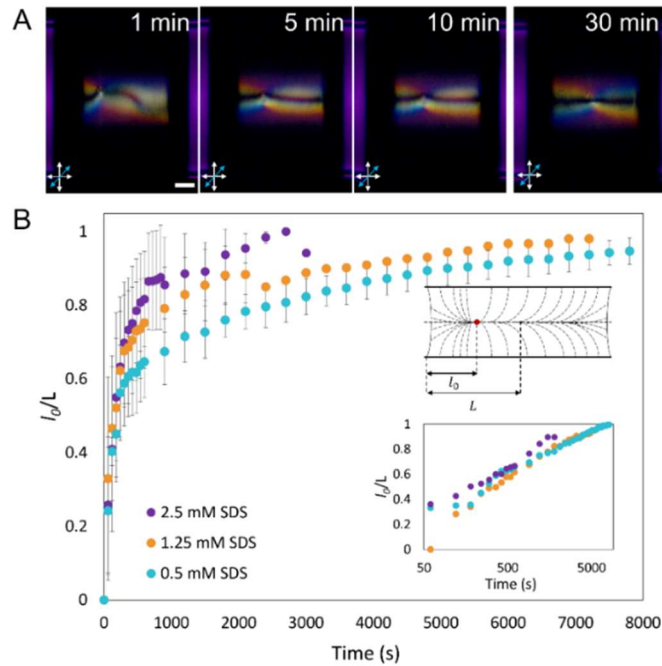 A
1 min
5 min
10 min
30 min
B
l₀/L
1
0.8
0.6
0.4
0.2
0
0
1000
2000
3000
4000
5000
6000
7000
8000
Time (s)
2.5 mM SDS
1.25 mM SDS
0.5 mM SDS
l₀
L
l₀/L
1
0.8
0.6
0.4
0.2
0
50
500
5000
Time (s)